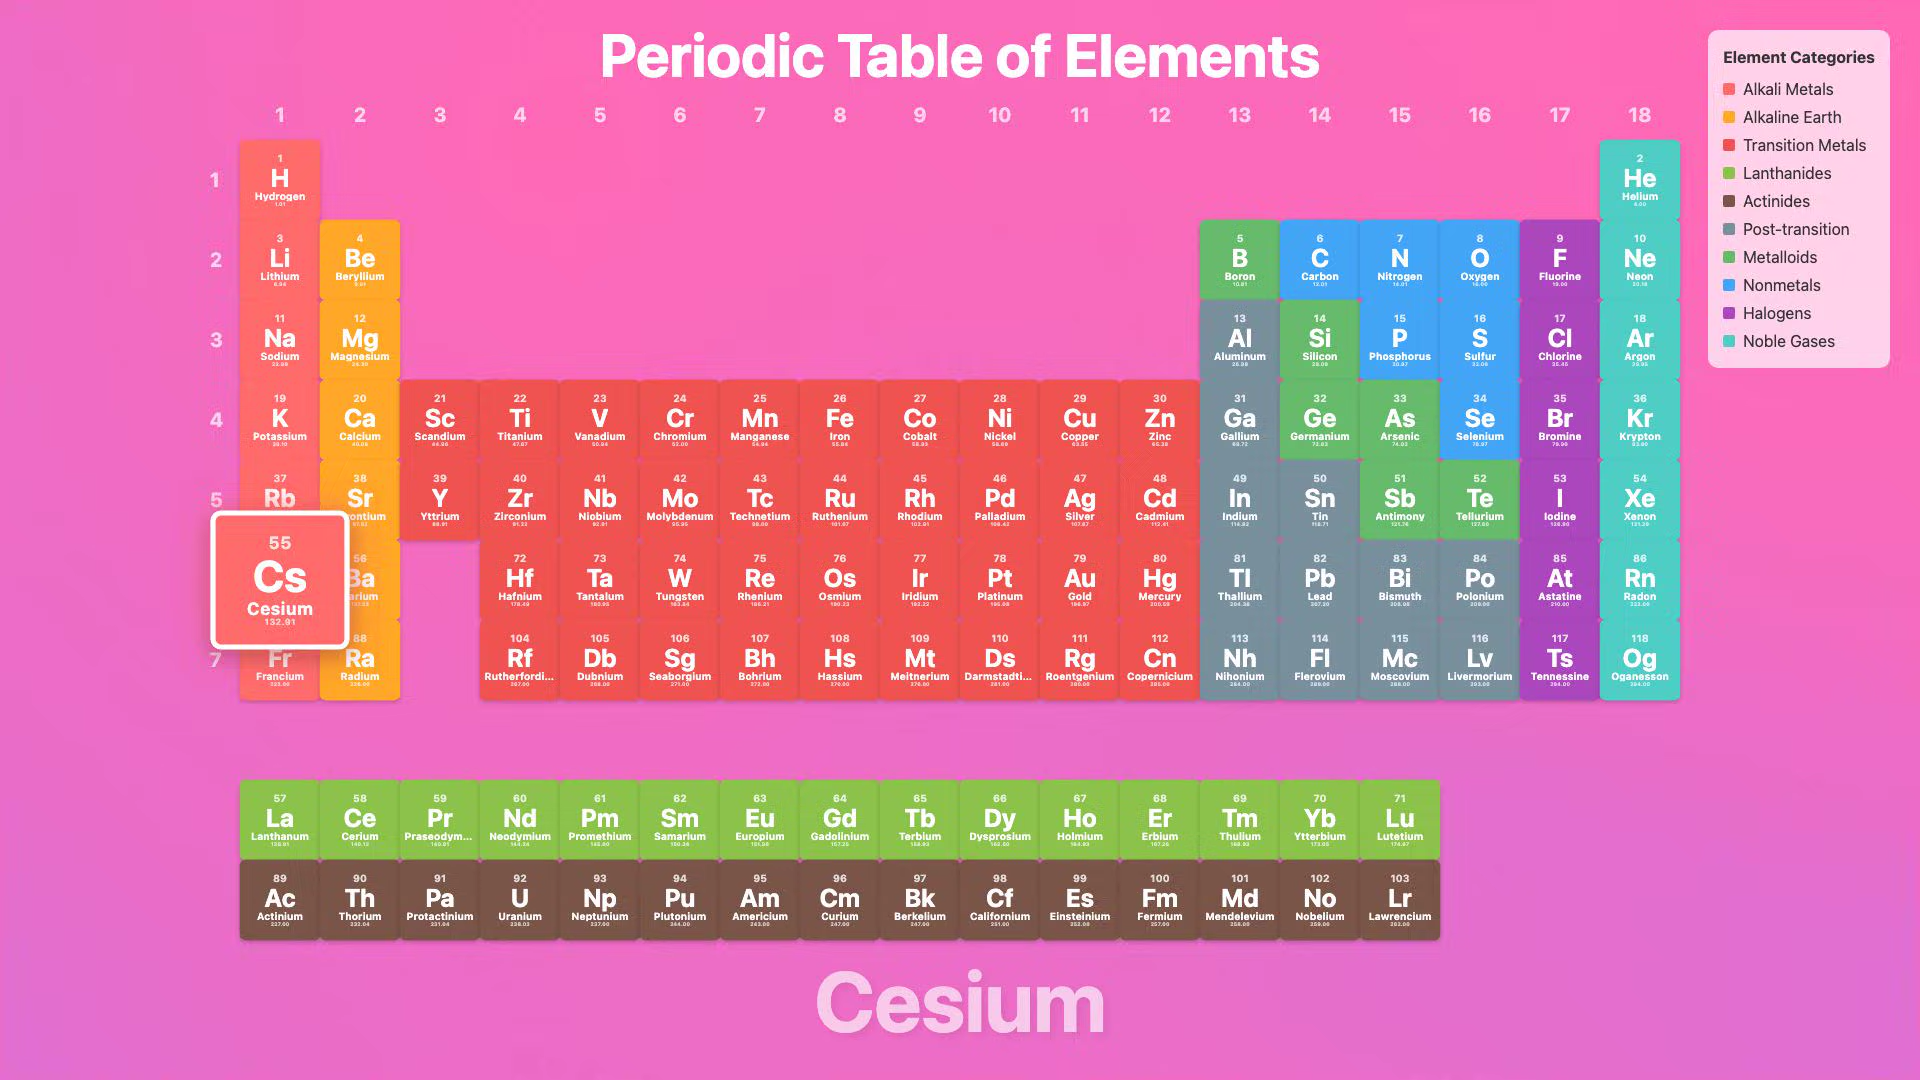 Periodic Table of Elements
Element Categories
Alkali Metals
Alkaline Earth
Transition Metals
Lanthanides
Actinides
Post-transition
Metalloids
Nonmetals
Halogens
Noble Gases
1 2 3 4 5 6 7 8 9 10 11 12 13 14 15 16 17 18
1 2
1 H He
Hydrogen Helium
3 4 5 6 7 8 9 10
2 Li Be B C N O F Ne
Lithium Beryllium Boron Carbon Nitrogen Oxygen Fluorine Neon
11 12 13 14 15 16 17 18
3 Na Mg Al Si P S Cl Ar
Sodium Magnesium Aluminum Silicon Phosphorus Sulfur Chlorine Argon
19 20 21 22 23 24 25 26 27 28 29 30 31 32 33 34 35 36
4 K Ca Sc Ti V Cr Mn Fe Co Ni Cu Zn Ga Ge As Se Br Kr
Potassium Calcium Scandium Titanium Vanadium Chromium Manganese Iron Cobalt Nickel Copper Zinc Gallium Germanium Arsenic Selenium Bromine Krypton
37 38 39 40 41 42 43 44 45 46 47 48 49 50 51 52 53 54
5 Rb Sr Y Zr Nb Mo Tc Ru Rh Pd Ag Cd In Sn Sb Te I Xe
ontium Yttrium Zirconium Niobium Molybdenum Technetium Ruthenium Rhodium Palladium Silver Cadmium Indium Tin Antimony Tellurium Iodine Xenon
55 56 72 73 74 75 76 77 78 79 80 81 82 83 84 85 86
Cs Ba Hf Ta W Re Os Ir Pt Au Hg Tl Pb Bi Po At Rn
Cesium arium Hafnium Tantalum Tungsten Rhenium Osmium Iridium Platinum Gold Mercury Thallium Lead Bismuth Polonium Astatine Radon
132.91
88 104 105 106 107 108 109 110 111 112 113 114 115 116 117 118
7 Fr Ra Rf Db Sg Bh Hs Mt Ds Rg Cn Nh Fl Mc Lv Ts Og
Francium Radium Rutherfordi... Dubnium Seaborgium Bohrium Hassium Meitnerium Darmstadti... Roentgenium Copernicium Nihonium Flerovium Moscovium Livermorium Tennessine Oganesson
57 58 59 60 61 62 63 64 65 66 67 68 69 70 71
La Ce Pr Nd Pm Sm Eu Gd Tb Dy Ho Er Tm Yb Lu
Lanthanum Cerium Praseodym... Neodymium Promethium Samarium Europium Gadolinium Terbium Dysprosium Holmium Erbium Thulium Ytterbium Lutetium
89 90 91 92 93 94 95 96 97 98 99 100 101 102 103
Ac Th Pa U Np Pu Am Cm Bk Cf Es Fm Md No Lr
Actinium Thorium Protactinium Uranium Neptunium Plutonium Americium Curium Berkelium Californium Einsteinium Fermium Mendelevium Nobelium Lawrencium
Cesium